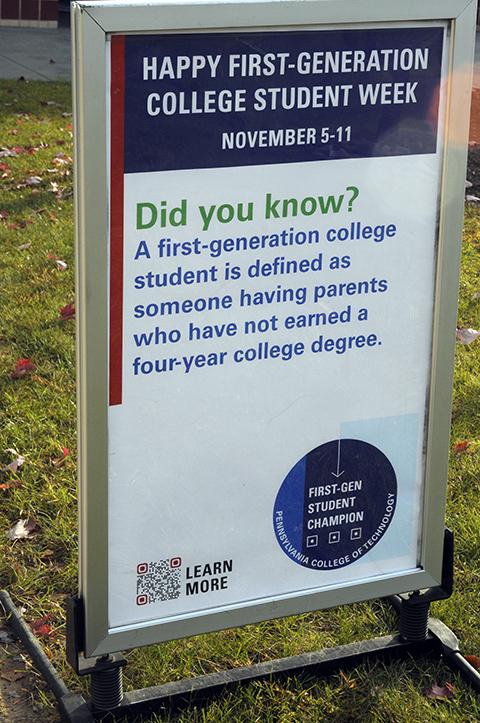 HAPPY FIRST-GENERATION
COLLEGE STUDENT WEEK
NOVEMBER 5-11
Did you know?
A first-generation college
student is defined as
someone having parents
who have not earned a
four-year college degree.
FIRST-GEN
STUDENT
CHAMPION
PENNSYLVANIA COLLEGE OF TECHNOLOGY
LEARN
MORE